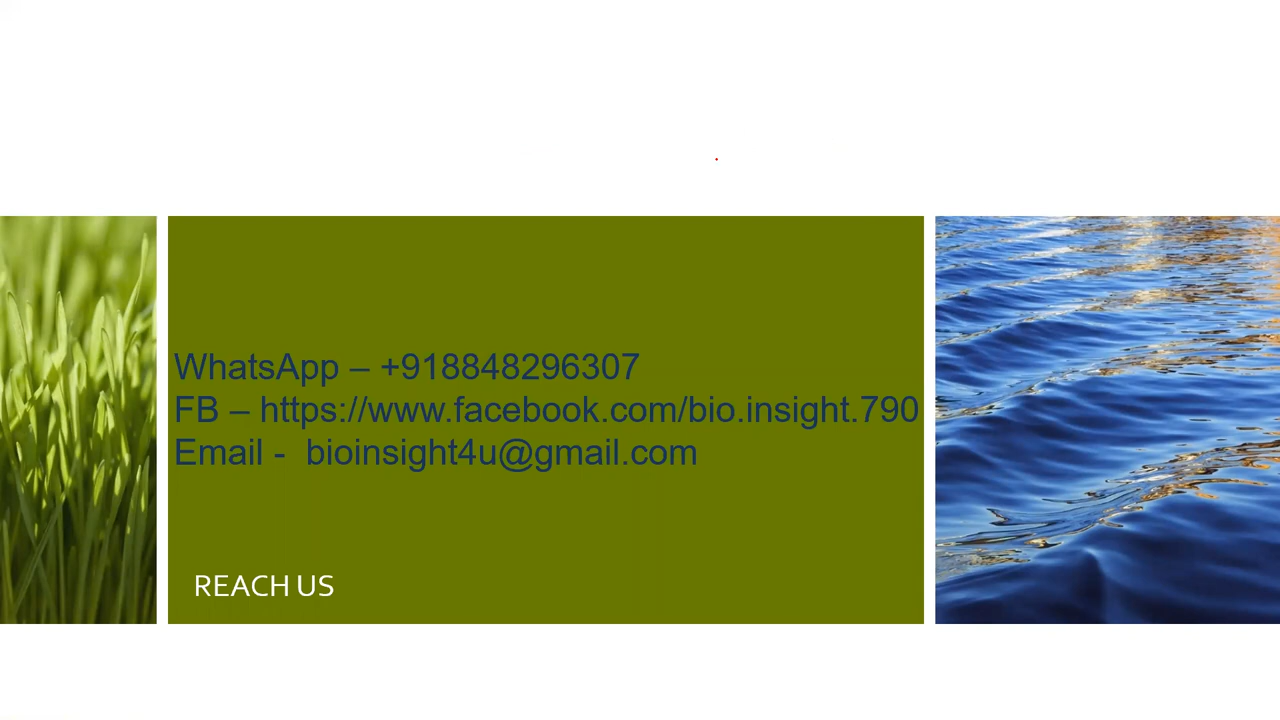 WhatsApp – +918848296307
FB – https://www.facebook.com/bio.insight.790
Email -  bioinsight4u@gmail.com
REACH US